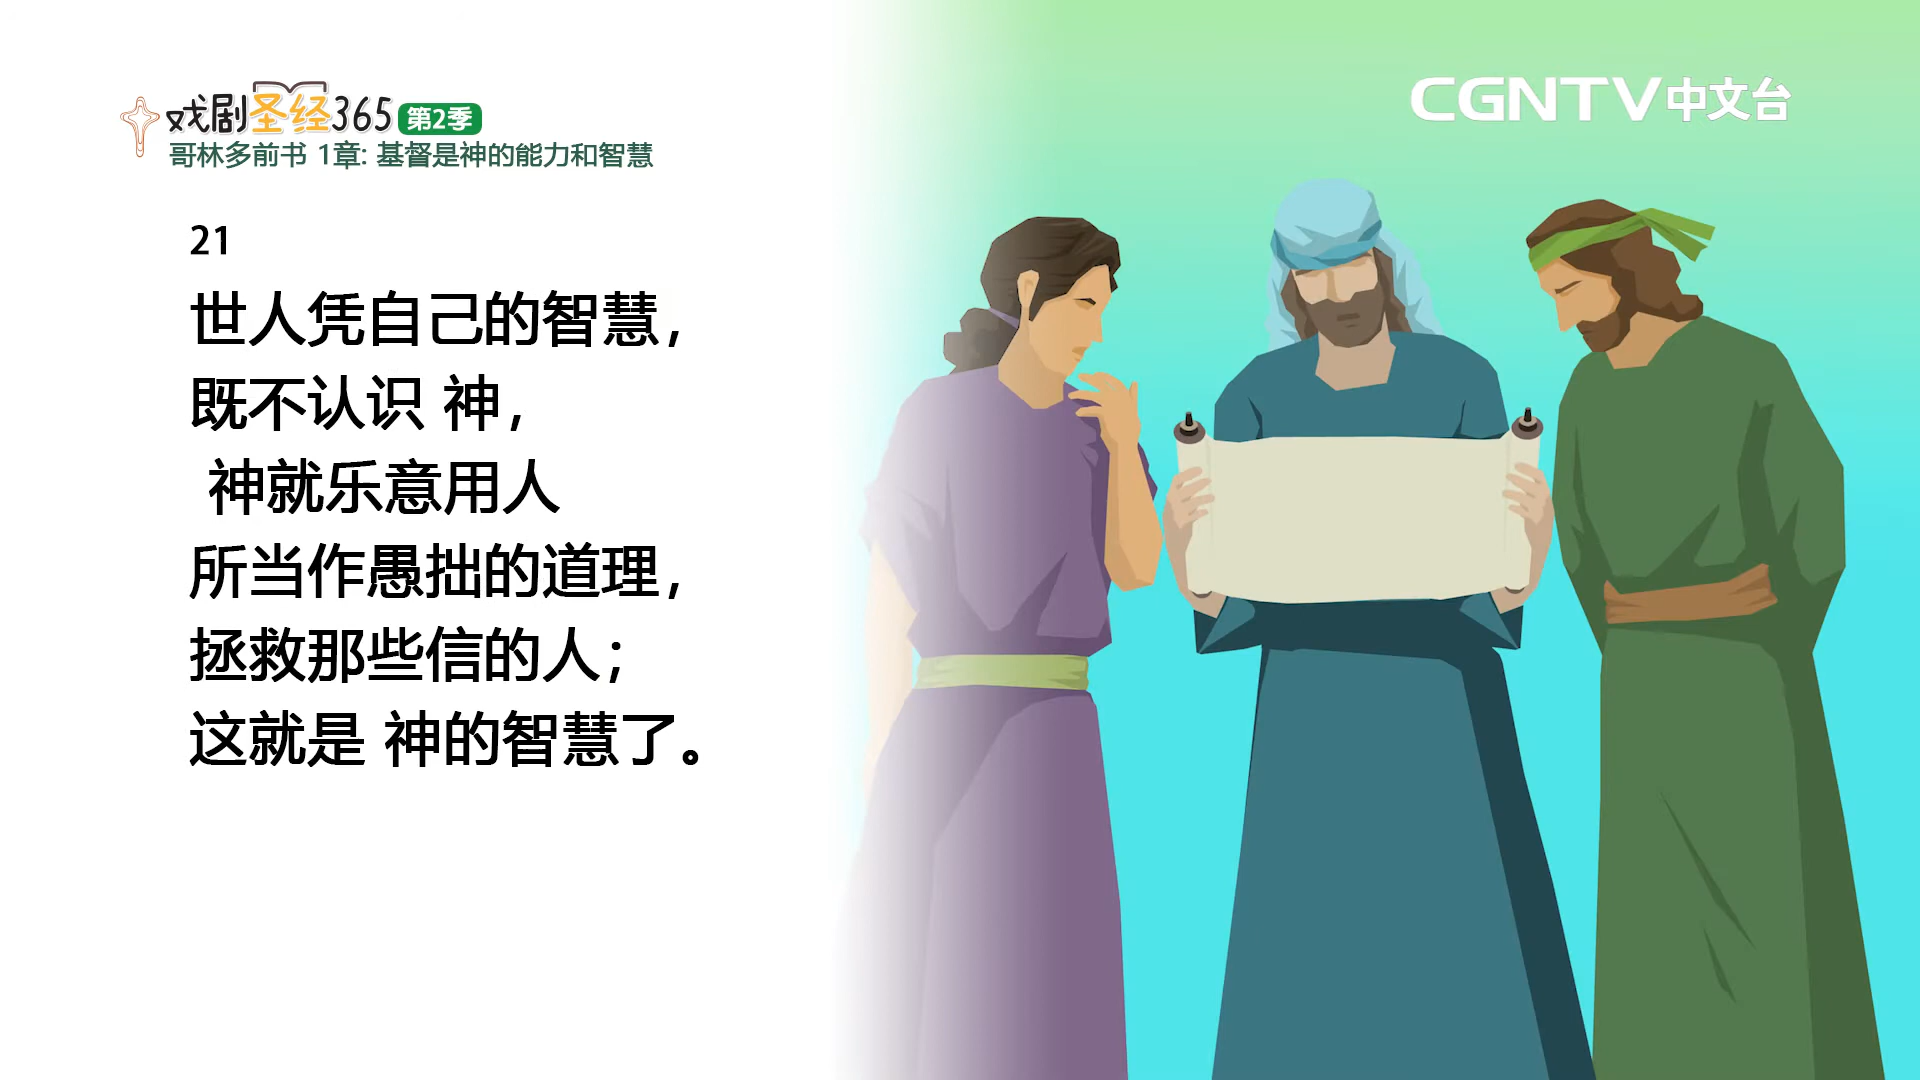 戏剧圣经365 第2季
CGNTV中文台
哥林多前书 1章: 基督是神的能力和智慧
21
世人凭自己的智慧，
既不认识 神，
神就乐意用人
所当作愚拙的道理，
拯救那些信的人；
这就是 神的智慧了。